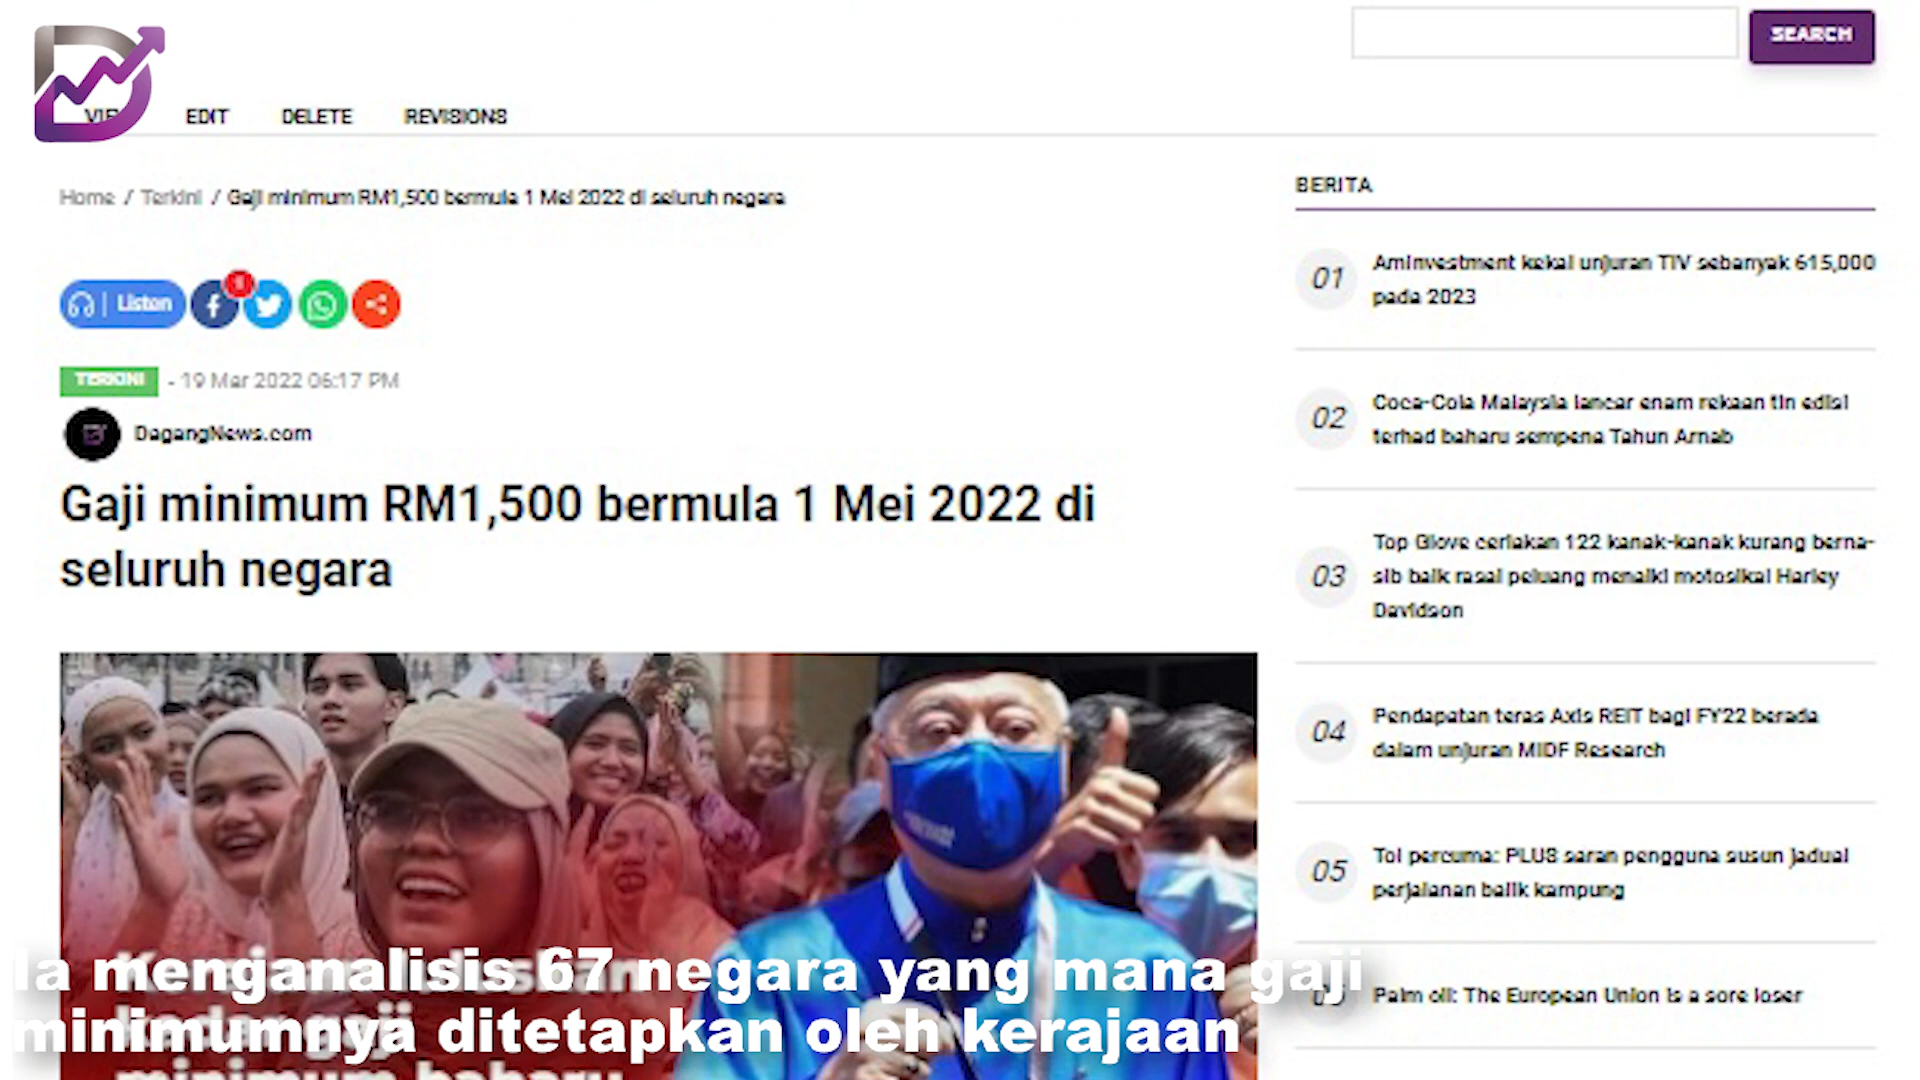 SEARCH
EDIT DELETE REVISIONS
Home / Terkini / Gaji minimum RM1,500 bermula 1 Mei 2022 di seluruh negara
Listen
TERKINI - 19 Mar 2022 06:17 PM
DagangNews.com
Gaji minimum RM1,500 bermula 1 Mei 2022 di
seluruh negara
BERITA
01 AmInvestment kekal unjuran TIV sebanyak 615,000
pada 2023
02 Coca-Cola Malaysia lancar enam rekaan tin edisi
terhad baharu sempena Tahun Arnab
03 Top Glove ceriakan 122 kanak-kanak kurang berna-
sib baik rasai peluang menaiki motosikal Harley
Davidson
04 Pendapatan teras Axis REIT bagi FY22 berada
dalam unjuran MIDF Research
05 Tol percuma: PLUS saran pengguna susun jadual
perjalanan balik kampung
Palm oil: The European Union is a sore loser
Ia menganalisis 67 negara yang mana gaji
minimumnya ditetapkan oleh kerajaan
minimum baharu